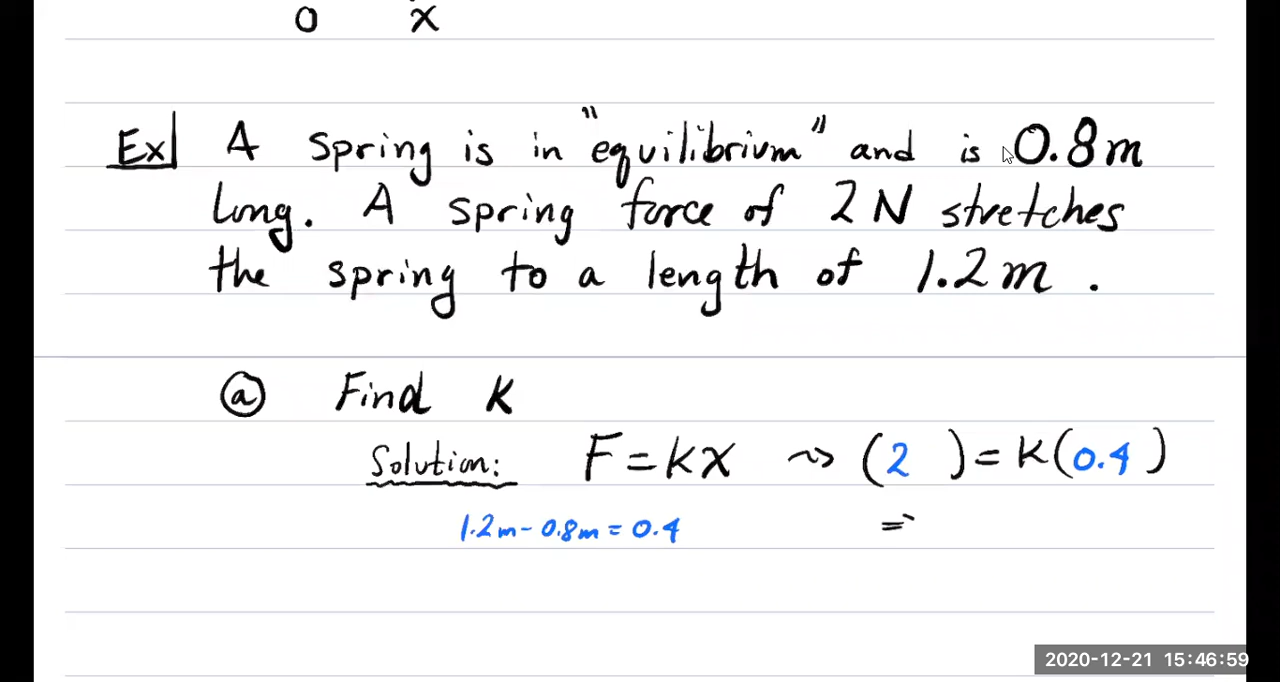 0 x
Ex| A spring is in "equilibrium" and is 0.8m
long. A spring force of 2N stretches
the spring to a length of 1.2m.
ⓐ Find K
Solution: F=KX ⇝ (2 )=K(0.4)
1.2m-0.8m=0.4 ⇒
2020-12-21 15:46:59